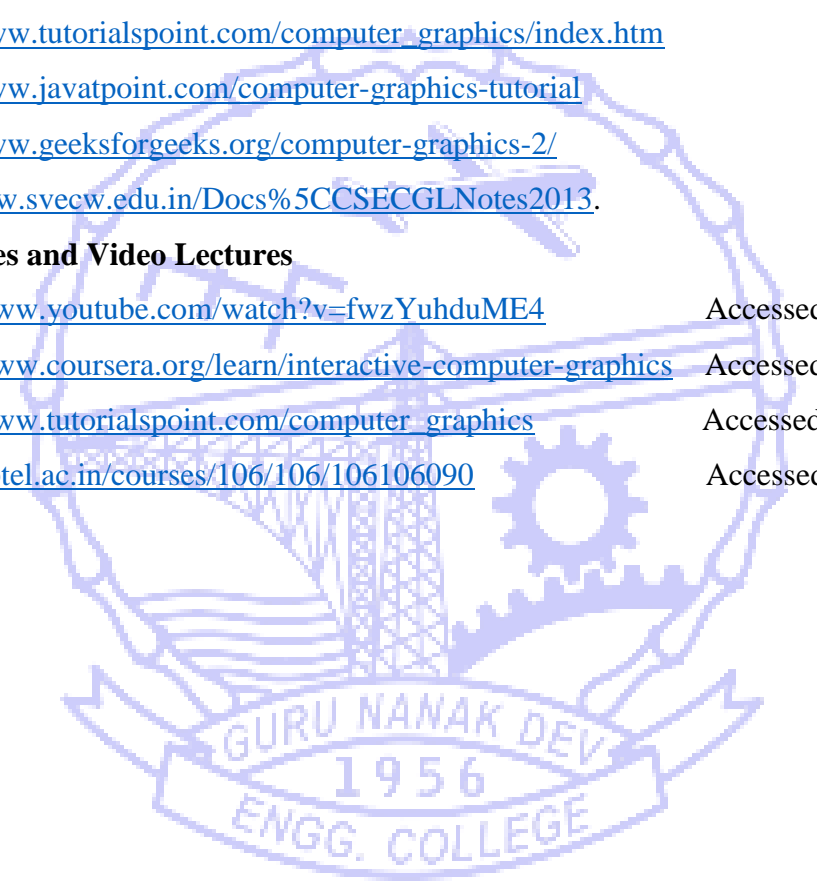 ww.tutorialspoint.com/computer_graphics/index.htm
ww.javatpoint.com/computer-graphics-tutorial
ww.geeksforgeeks.org/computer-graphics-2/
w.svecw.edu.in/Docs%5CCSECGLNotes2013.
es and Video Lectures
ww.youtube.com/watch?v=fwzYuhduME4 Accessed
ww.coursera.org/learn/interactive-computer-graphics Accessed
ww.tutorialspoint.com/computer_graphics Accessed
tel.ac.in/courses/106/106/106106090 Accessed
GURU NANAK DEV
1956
ENGG. COLLEGE